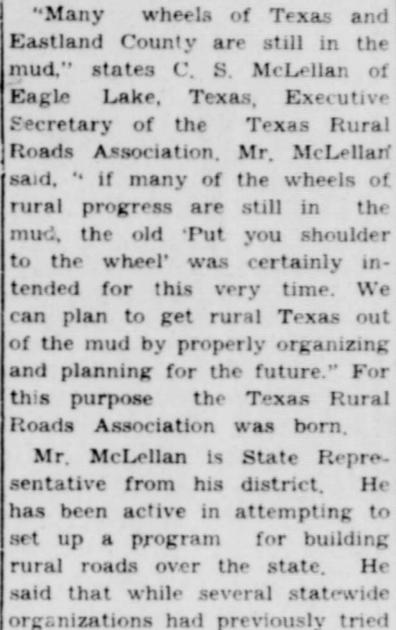 "Many wheels of Texas and
Eastland County are still in the
mud," states C. S. McLellan of
Eagle Lake, Texas, Executive
Secretary of the Texas Rural
Roads Association. Mr. McLellan
said, " if many of the wheels of
rural progress are still in the
mud, the old 'Put you shoulder
to the wheel' was certainly in-
tended for this very time. We
can plan to get rural Texas out
of the mud by properly organizing
and planning for the future." For
this purpose the Texas Rural
Roads Association was born.
Mr. McLellan is State Repre-
sentative from his district. He
has been active in attempting to
set up a program for building
rural roads over the state. He
said that while several statewide
organizations had previously tried